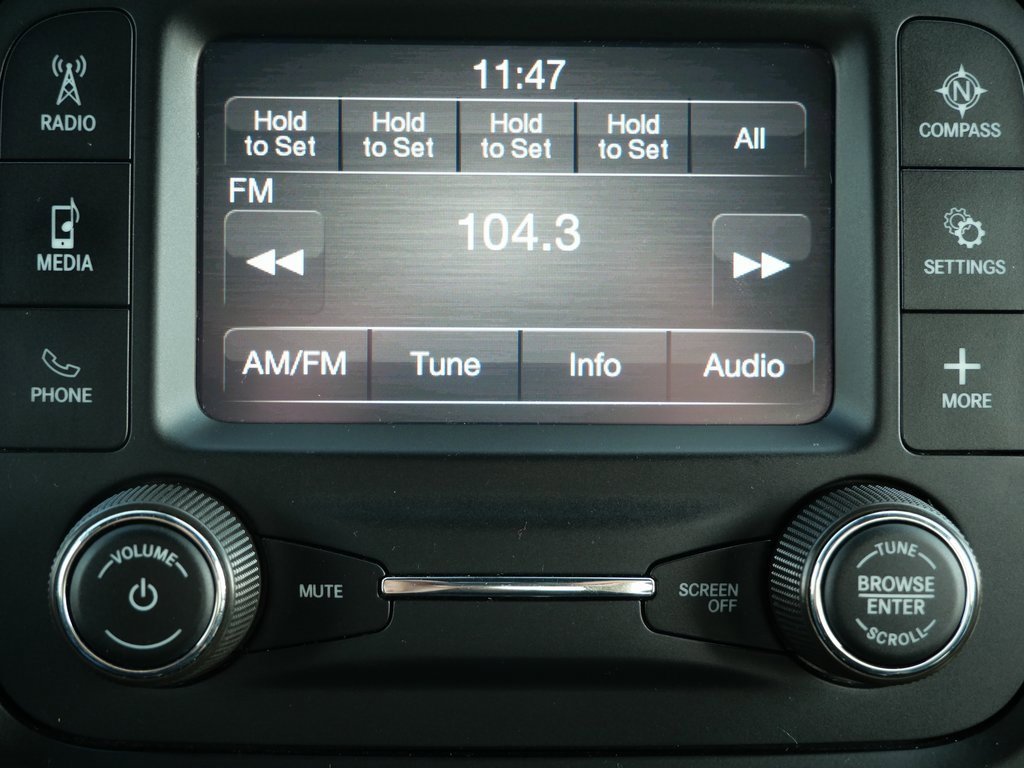 11:47
RADIO
MEDIA
PHONE
Hold
to Set
Hold
to Set
Hold
to Set
Hold
to Set
All
FM
104.3
AM/FM
Tune
Info
Audio
N
COMPASS
SETTINGS
MORE
VOLUME
MUTE
SCREEN
OFF
TUNE
BROWSE
ENTER
SCROLL